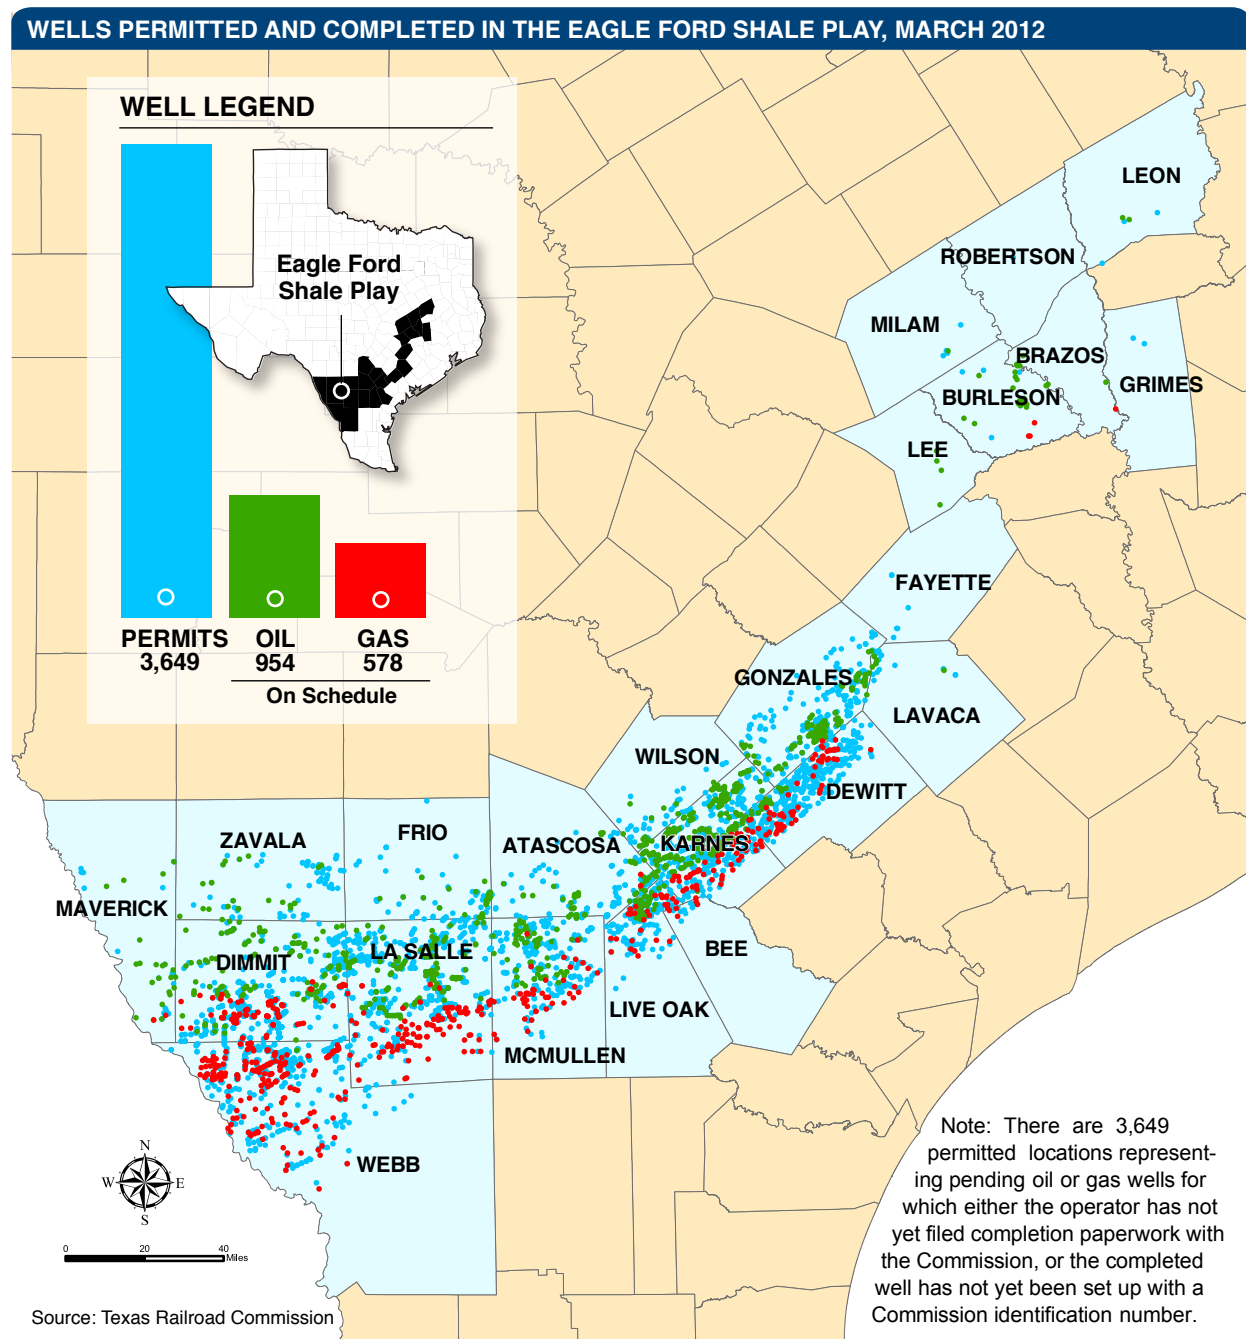 WELLS PERMITTED AND COMPLETED IN THE EAGLE FORD SHALE PLAY, MARCH 2012
WELL LEGEND
Eagle Ford
Shale Play
PERMITS
3,649
OIL
954
GAS
578
On Schedule
LEON
ROBERTSON
MILAM
BRAZOS
GRIMES
BURLESON
LEE
FAYETTE
GONZALES
LAVACA
WILSON
DEWITT
ZAVALA
FRIO
ATASCOSA
KARNES
MAVERICK
DIMMIT
LA SALLE
BEE
LIVE OAK
MCMULLEN
WEBB
N
W
E
S
0 20 40
Miles
Note: There are 3,649
permitted locations represent-
ing pending oil or gas wells for
which either the operator has not
yet filed completion paperwork with
the Commission, or the completed
well has not yet been set up with a
Commission identification number.
Source: Texas Railroad Commission